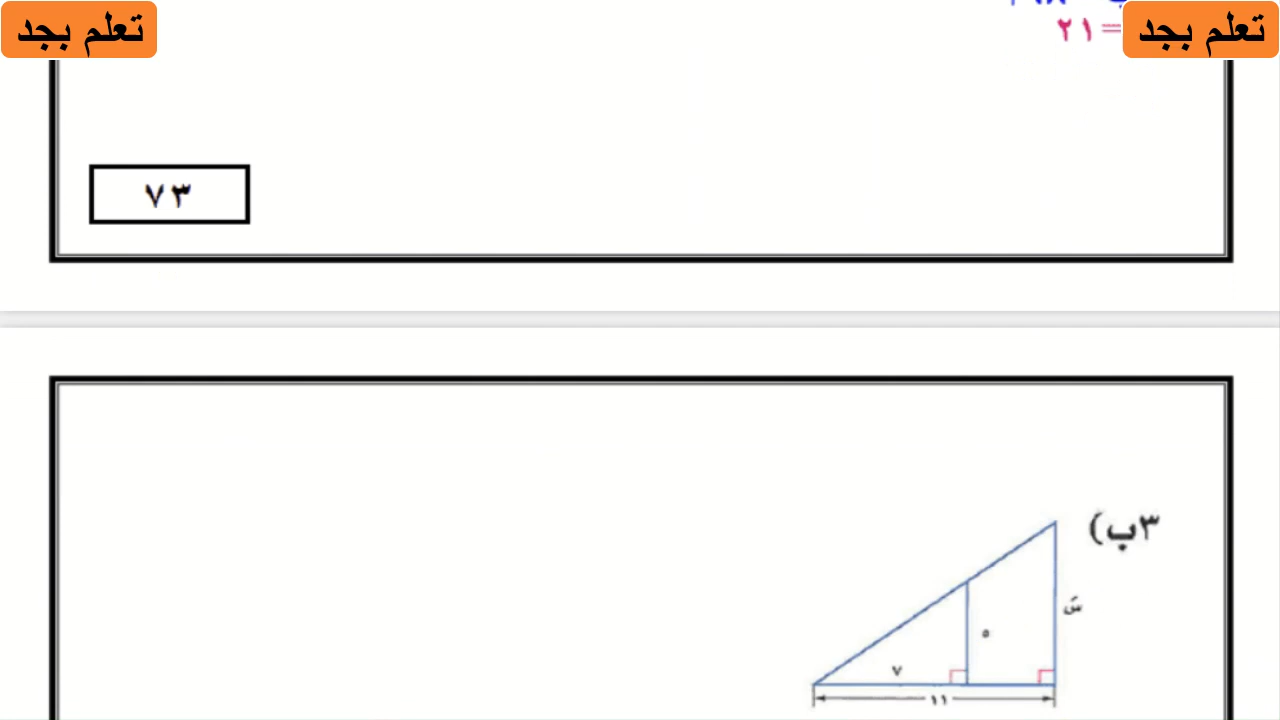 تعلم بجد
تعلم بجد
= ٢١
٧٣
٣ب)
س
٥
٧
١١